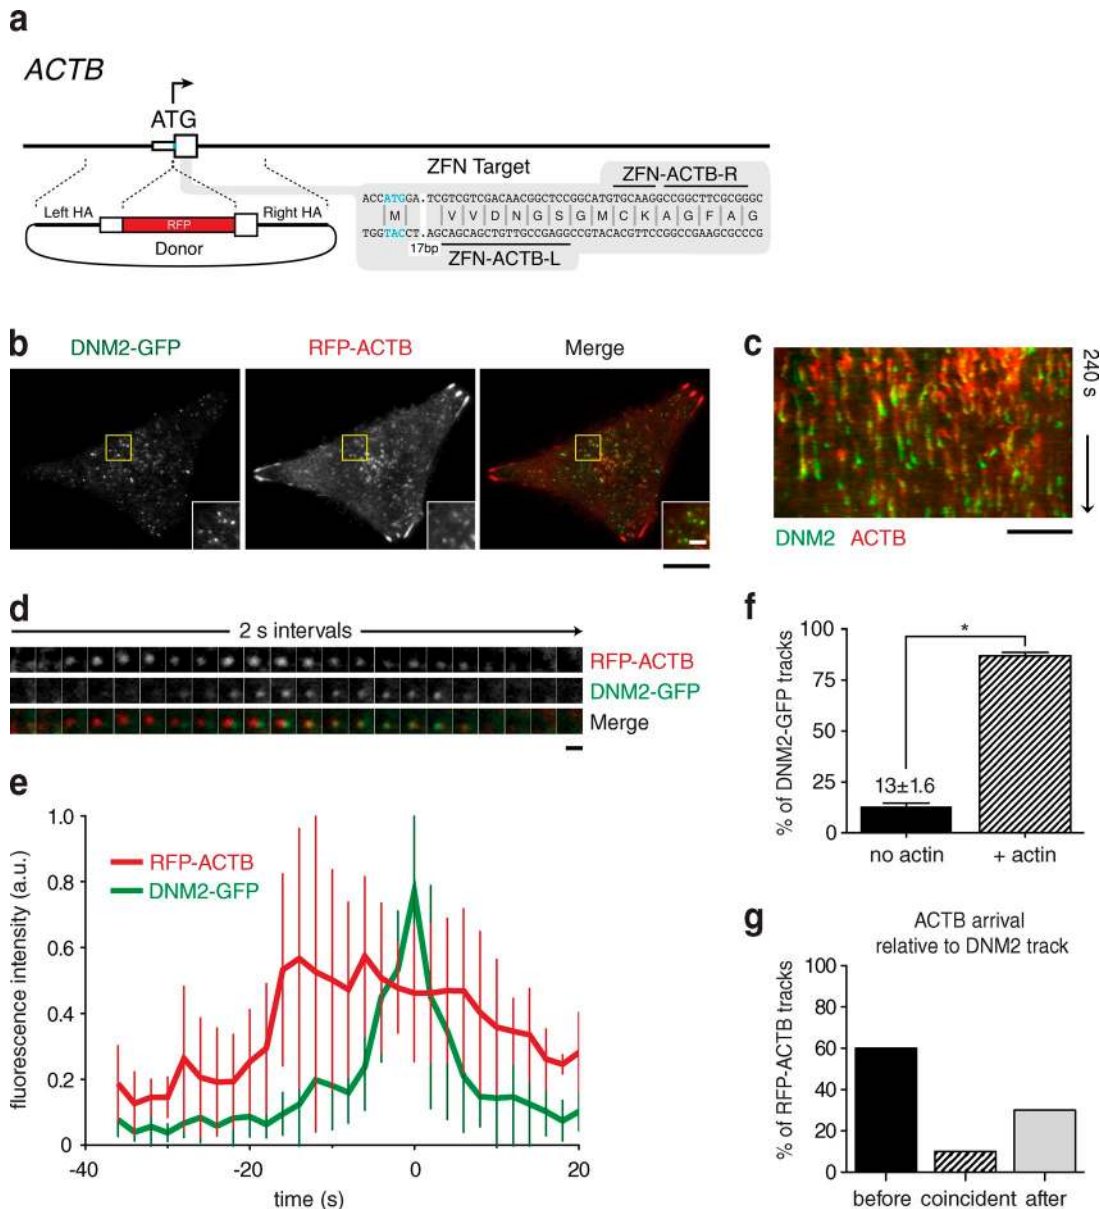 a
ACTB
ATG
ZFN Target
ZFN-ACTB-R
ACCATGGA.TCGTCGTCGACAACGGCTCCGGCATGTGCAAGGCCGGCTTCGCGGGC
M V V D N G S G M C K A G F A G
TGGTACCT.AGCAGCAGCTGTTGCCGAGGCCGTACACGTTCCGGCCGAAGCGCCCG
17bp
ZFN-ACTB-L
Left HA
RFP
Right HA
Donor
b
DNM2-GFP
RFP-ACTB
Merge
c
240 s
DNM2 ACTB
d
2 s intervals
RFP-ACTB
DNM2-GFP
Merge
e
fluorescence intensity (a.u.)
1.0
0.8
0.6
0.4
0.2
0
RFP-ACTB
DNM2-GFP
-40 -20 0 20
time (s)
f
% of DNM2-GFP tracks
100
75
50
25
0
*
13±1.6
no actin + actin
g
ACTB arrival
relative to DNM2 track
% of RFP-ACTB tracks
100
80
60
40
20
0
before coincident after